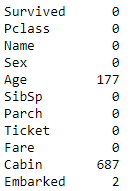 Survived 0
Pclass 0
Name 0
Sex 0
Age 177
SibSp 0
Parch 0
Ticket 0
Fare 0
Cabin 687
Embarked 2